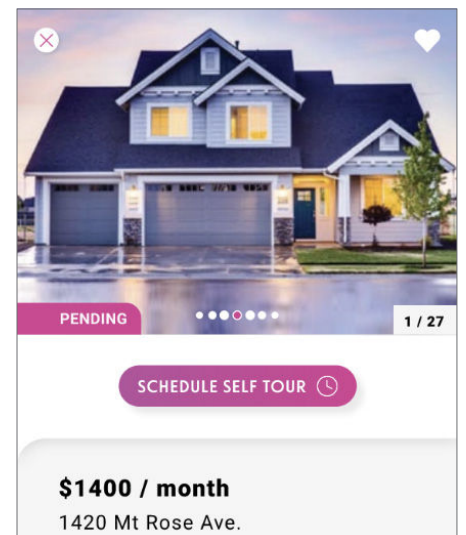 PENDING
1 / 27
SCHEDULE SELF TOUR
$1400 / month
1420 Mt Rose Ave.